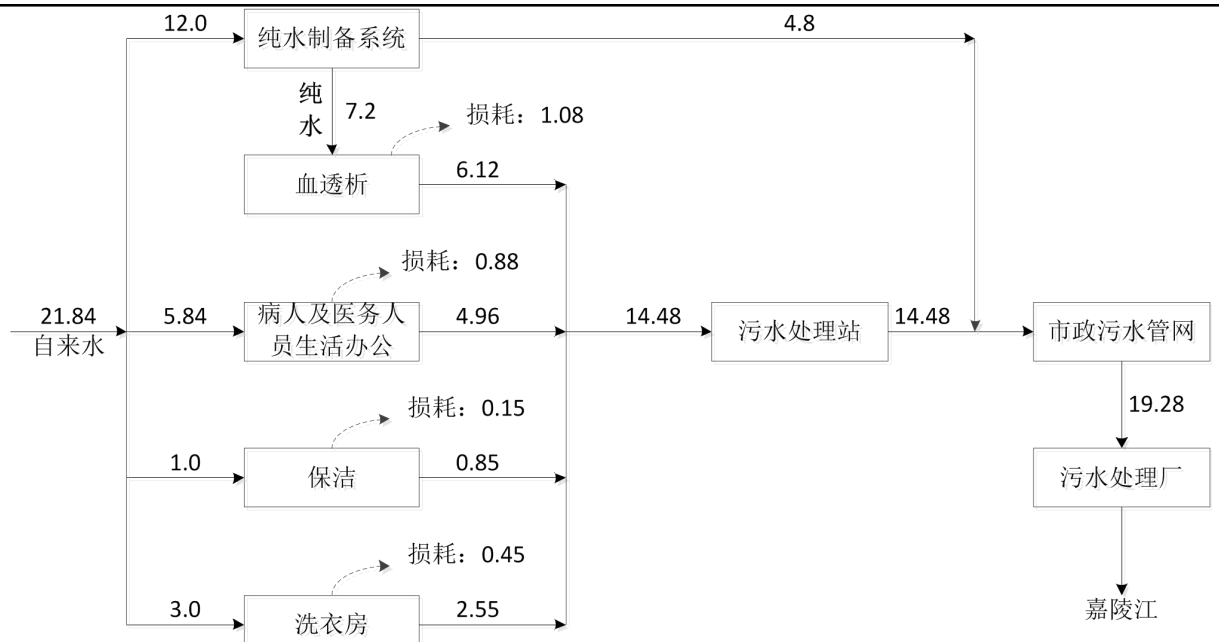 12.0
纯水制备系统
4.8
纯
水
7.2
损耗：1.08
血透析
6.12
损耗：0.88
21.84
自来水
5.84
病人及医务人
员生活办公
4.96
14.48
污水处理站
14.48
市政污水管网
损耗：0.15
19.28
1.0
保洁
0.85
污水处理厂
损耗：0.45
3.0
洗衣房
2.55
嘉陵江